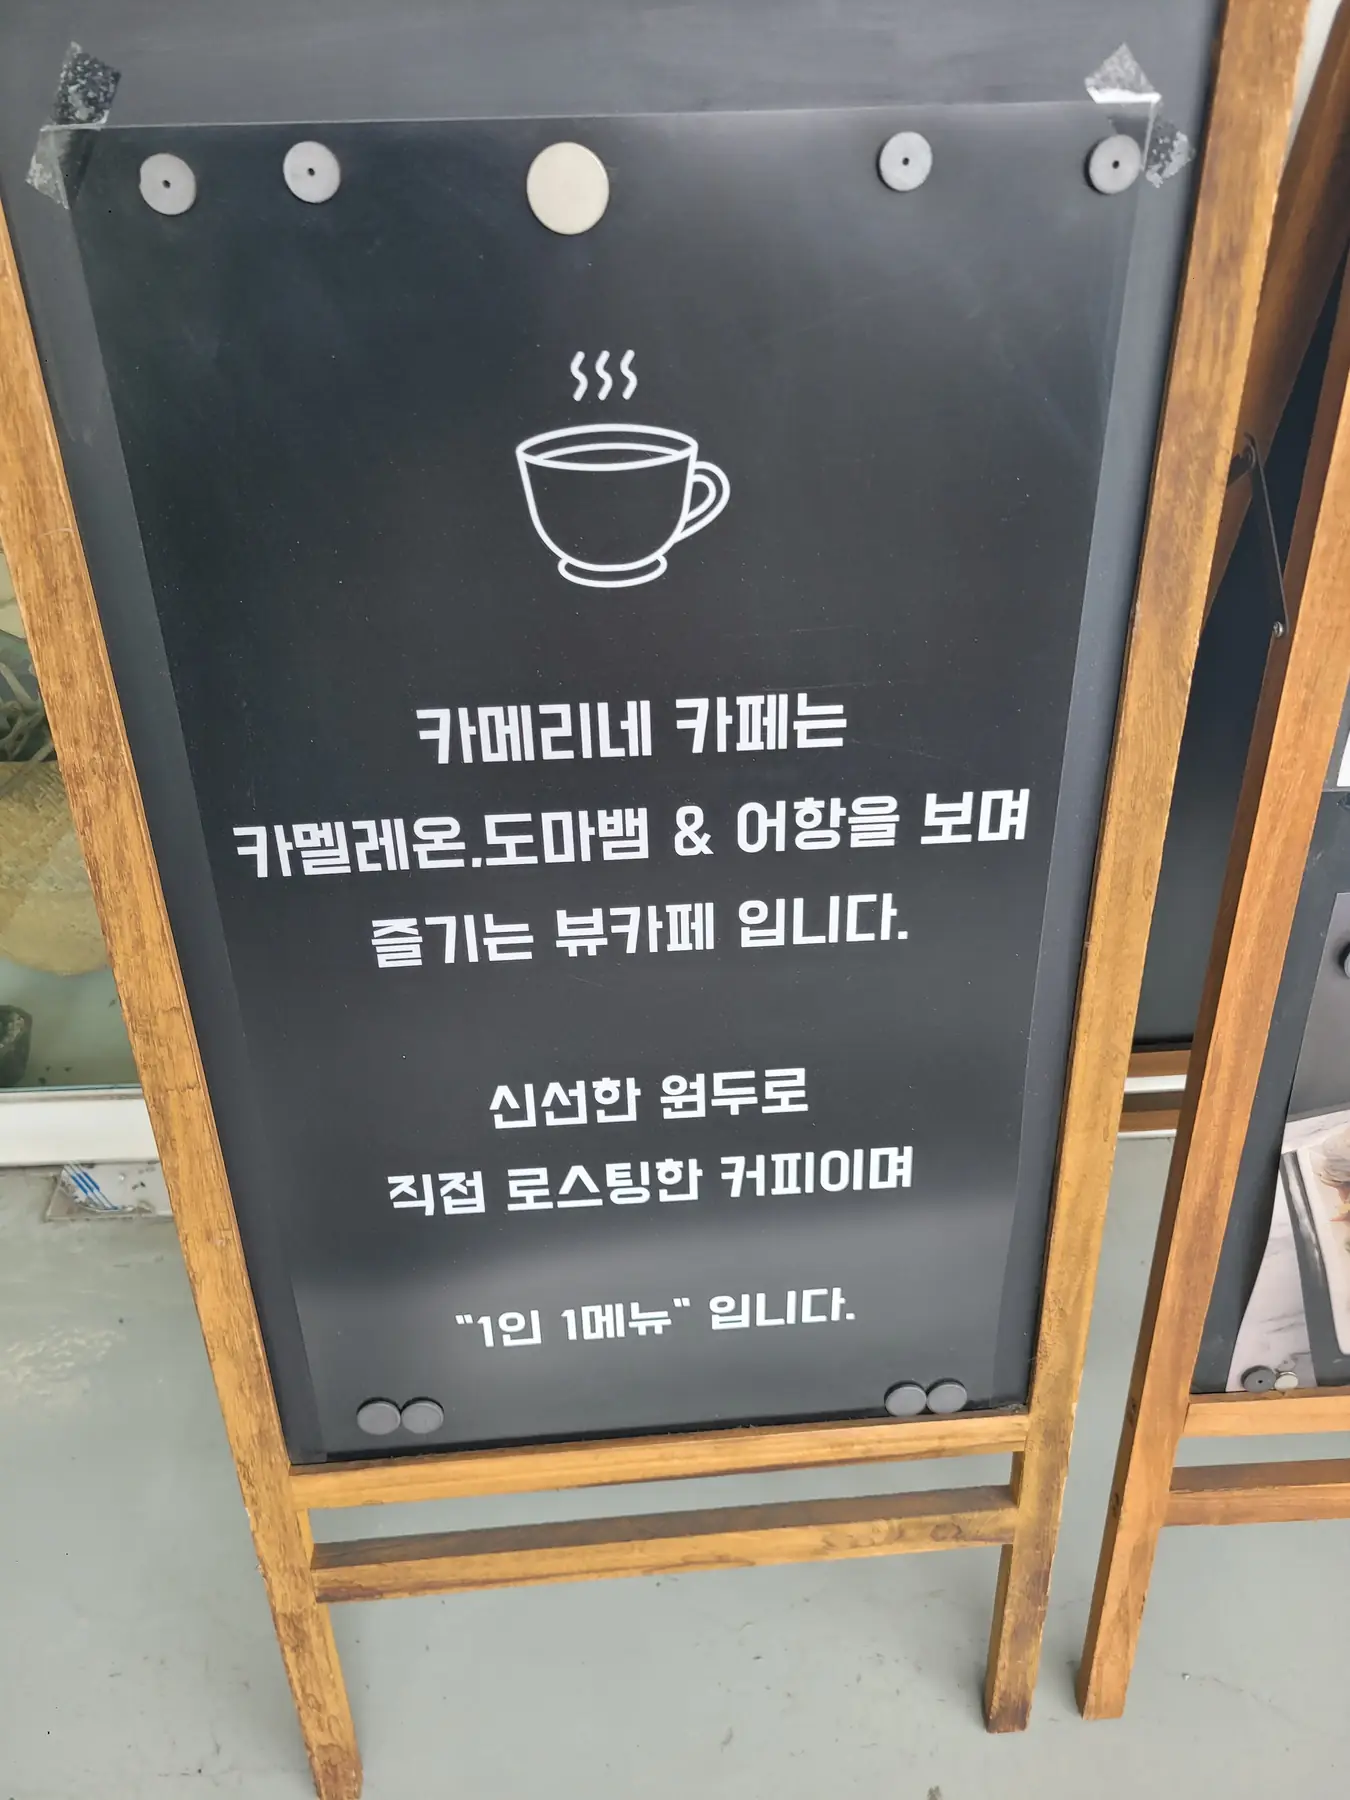 카메리네 카페는
카멜레온.도마뱀 & 어항을 보며
즐기는 뷰카페 입니다.
신선한 원두로
직접 로스팅한 커피이며
"1인 1메뉴" 입니다.